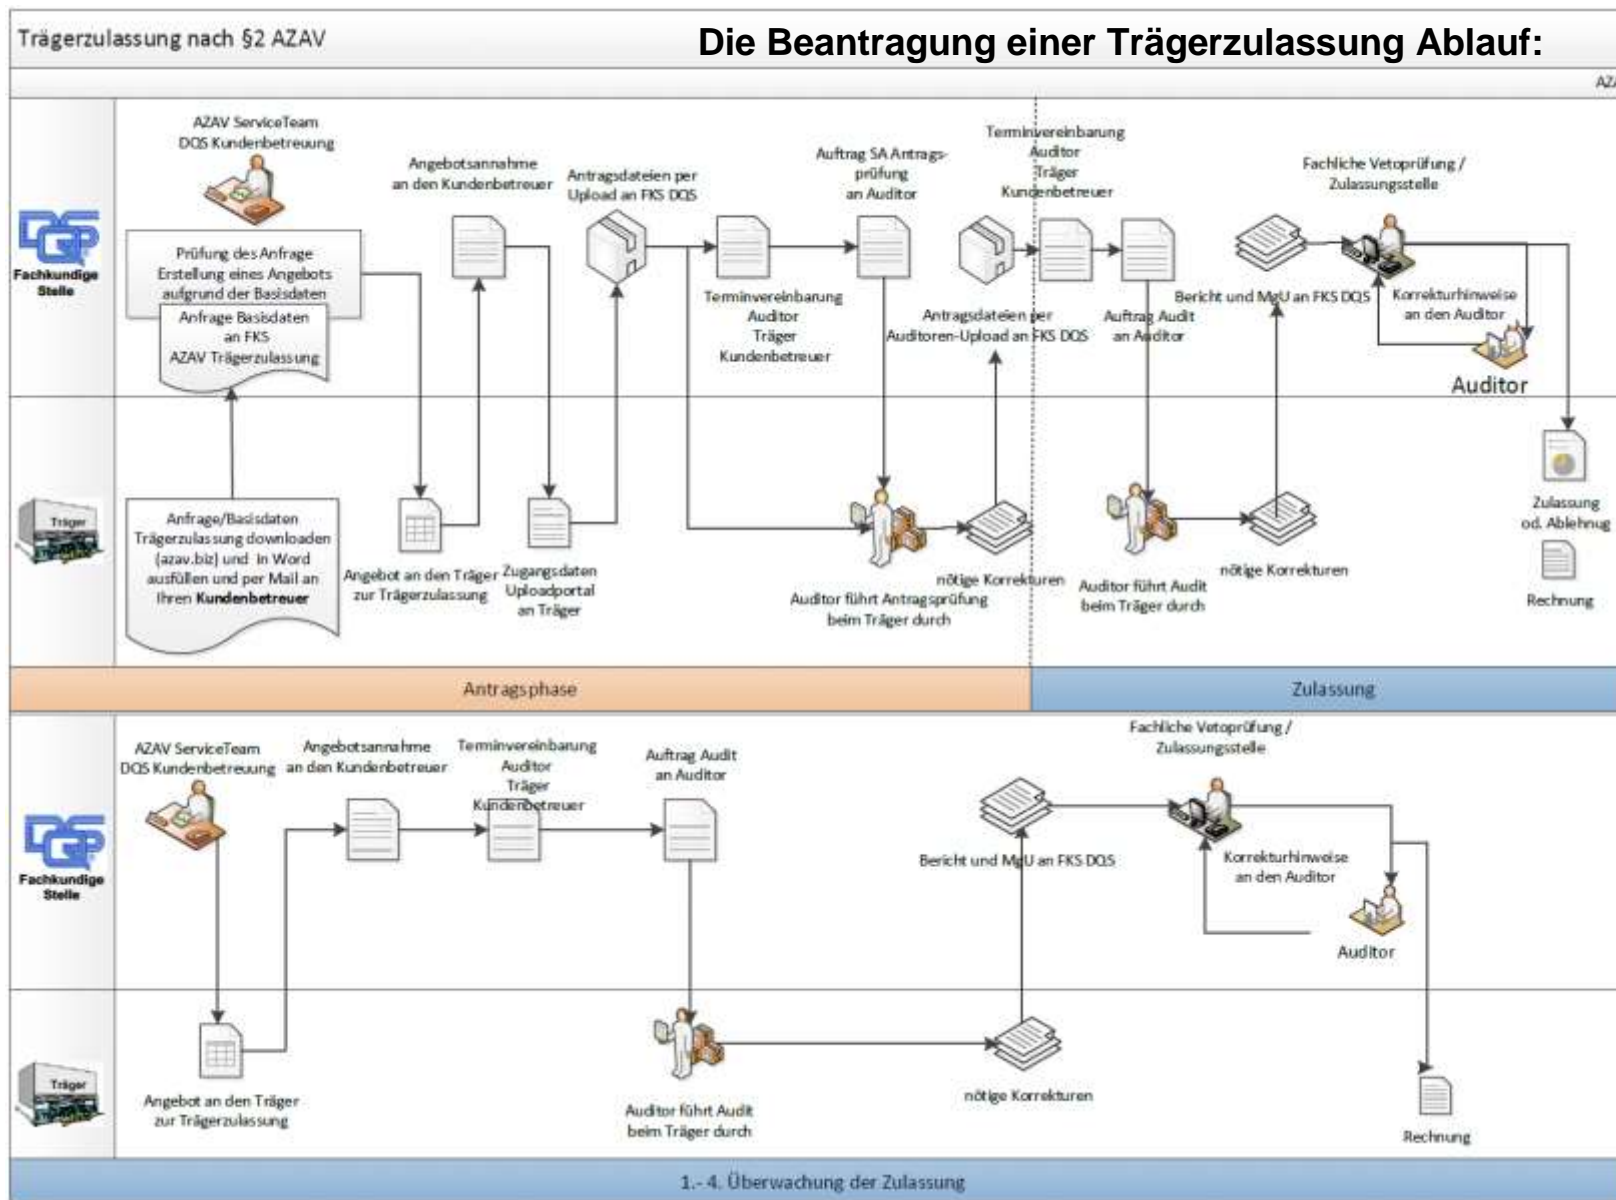 Trägerzulassung nach §2 AZAV
Die Beantragung einer Trägerzulassung Ablauf:
AZA
AZAV ServiceTeam
DQS Kundenbetreuung
Angebotsannahme
an den Kundenbetreuer
Antragsdateien per
Upload an FKS DQS
Auftrag SA Antrags-
prüfung
an Auditor
Terminvereinbarung
Auditor
Träger
Kundenbetreuer
Fachliche Vetoprüfung /
Zulassungsstelle
DQS
Fachkundige
Stelle
Prüfung des Anfrage
Erstellung eines Angebots
aufgrund der Basisdaten
Anfrage Basisdaten
an FKS
AZAV Trägerzulassung
Terminvereinbarung
Auditor
Träger
Kundenbetreuer
Antragsdateien per
Auditoren-Upload an FKS DQS
Auftrag Audit
an Auditor
Bericht und MgU an FKS DQS
Korrekturhinweise
an den Auditor
Auditor
Träger
Anfrage/Basisdaten
Trägerzulassung downloaden
(azav.biz) und in Word
ausfüllen und per Mail an
Ihren Kundenbetreuer
Angebot an den Träger
zur Trägerzulassung
Zugangsdaten
Uploadportal
an Träger
Auditor führt Antragsprüfung
beim Träger durch
nötige Korrekturen
Auditor führt Audit
beim Träger durch
nötige Korrekturen
Zulassung
od. Ablehnug
Rechnung
Antragsphase
Zulassung
AZAV ServiceTeam
DQS Kundenbetreuung
Angebotsannahme
an den Kundenbetreuer
Terminvereinbarung
Auditor
Träger
Kundenbetreuer
Auftrag Audit
an Auditor
Fachliche Vetoprüfung /
Zulassungsstelle
DQS
Fachkundige
Stelle
Bericht und MgU an FKS DQS
Korrekturhinweise
an den Auditor
Auditor
Träger
Angebot an den Träger
zur Trägerzulassung
Auditor führt Audit
beim Träger durch
nötige Korrekturen
Rechnung
1.- 4. Überwachung der Zulassung